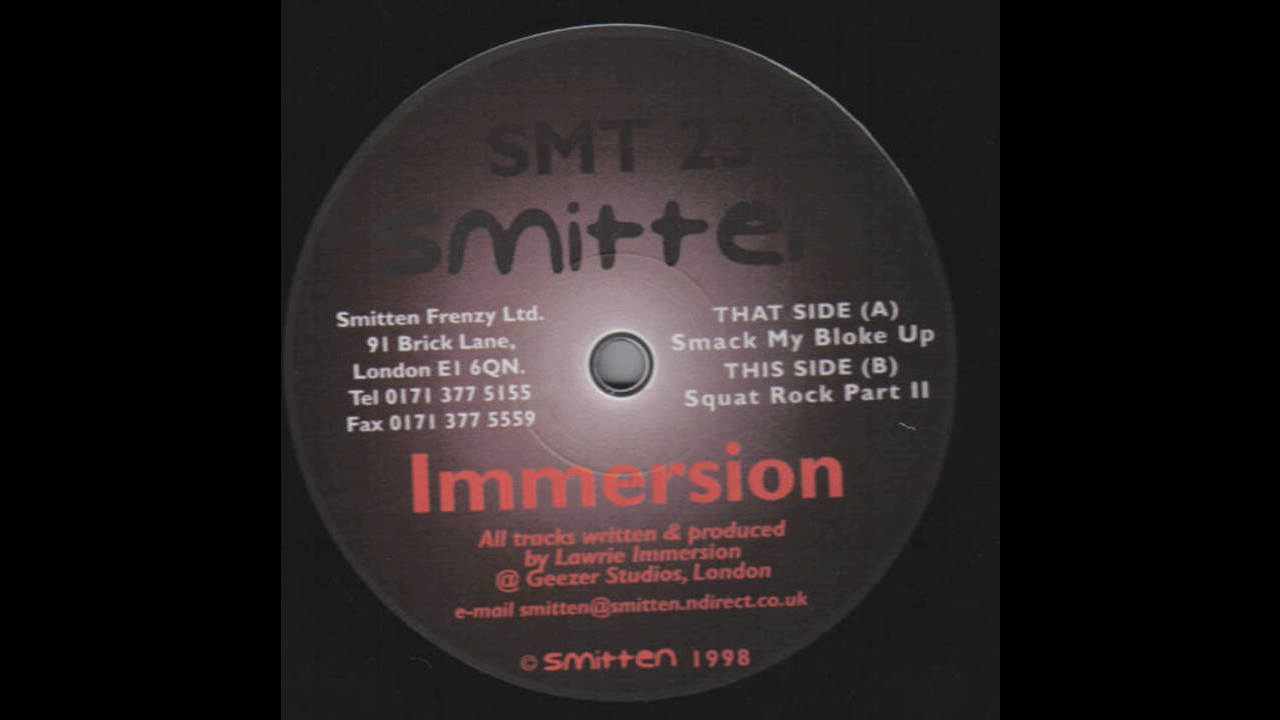 SMT 23
smitten
Smitten Frenzy Ltd.
91 Brick Lane,
London E1 6QN.
Tel 0171 377 5155
Fax 0171 377 5559
THAT SIDE (A)
Smack My Bloke Up
THIS SIDE (B)
Squat Rock Part II
Immersion
All tracks written & produced
by Lawrie Immersion
@ Geezer Studios, London
e-mail smitten@smitten.ndirect.co.uk
© smitten 1998